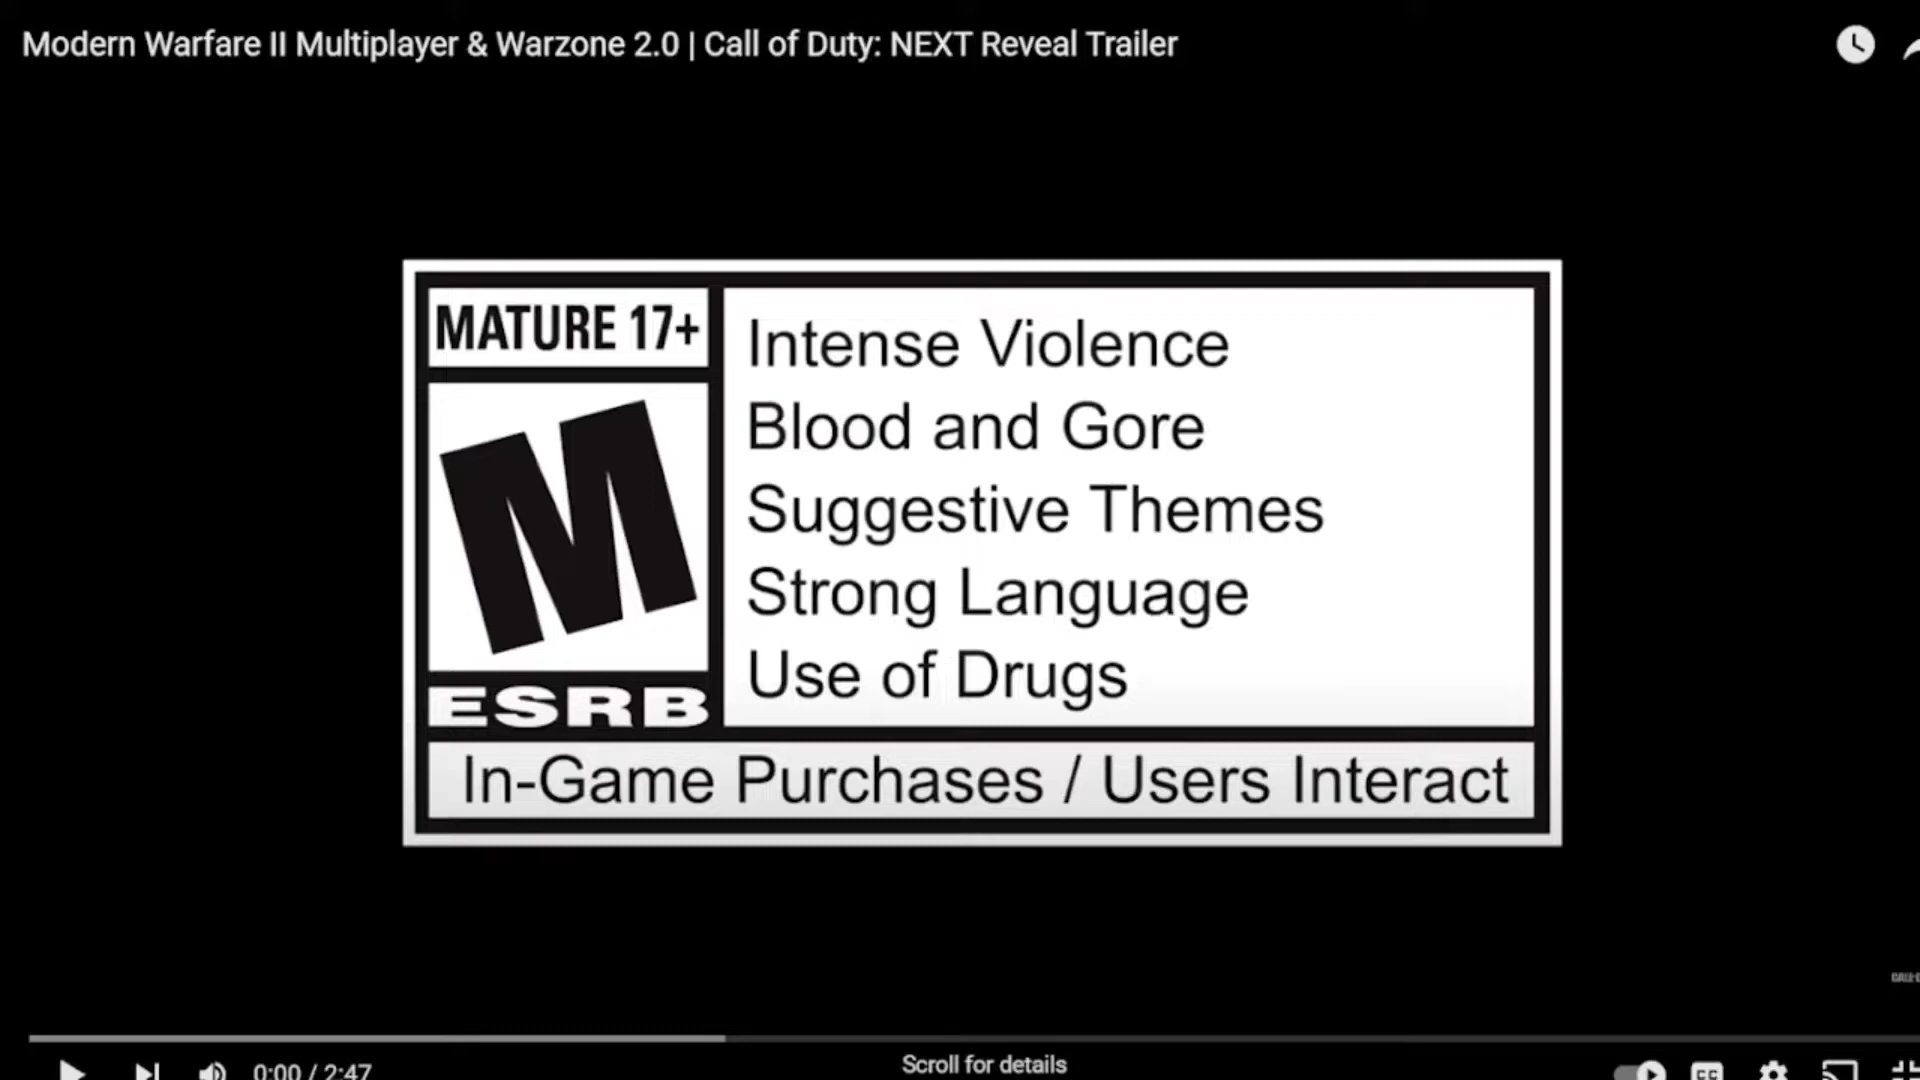 Modern Warfare II Multiplayer & Warzone 2.0 | Call of Duty: NEXT Reveal Trailer
MATURE 17+
M
ESRB
Intense Violence
Blood and Gore
Suggestive Themes
Strong Language
Use of Drugs
In-Game Purchases / Users Interact
0:00 / 2:47
Scroll for details